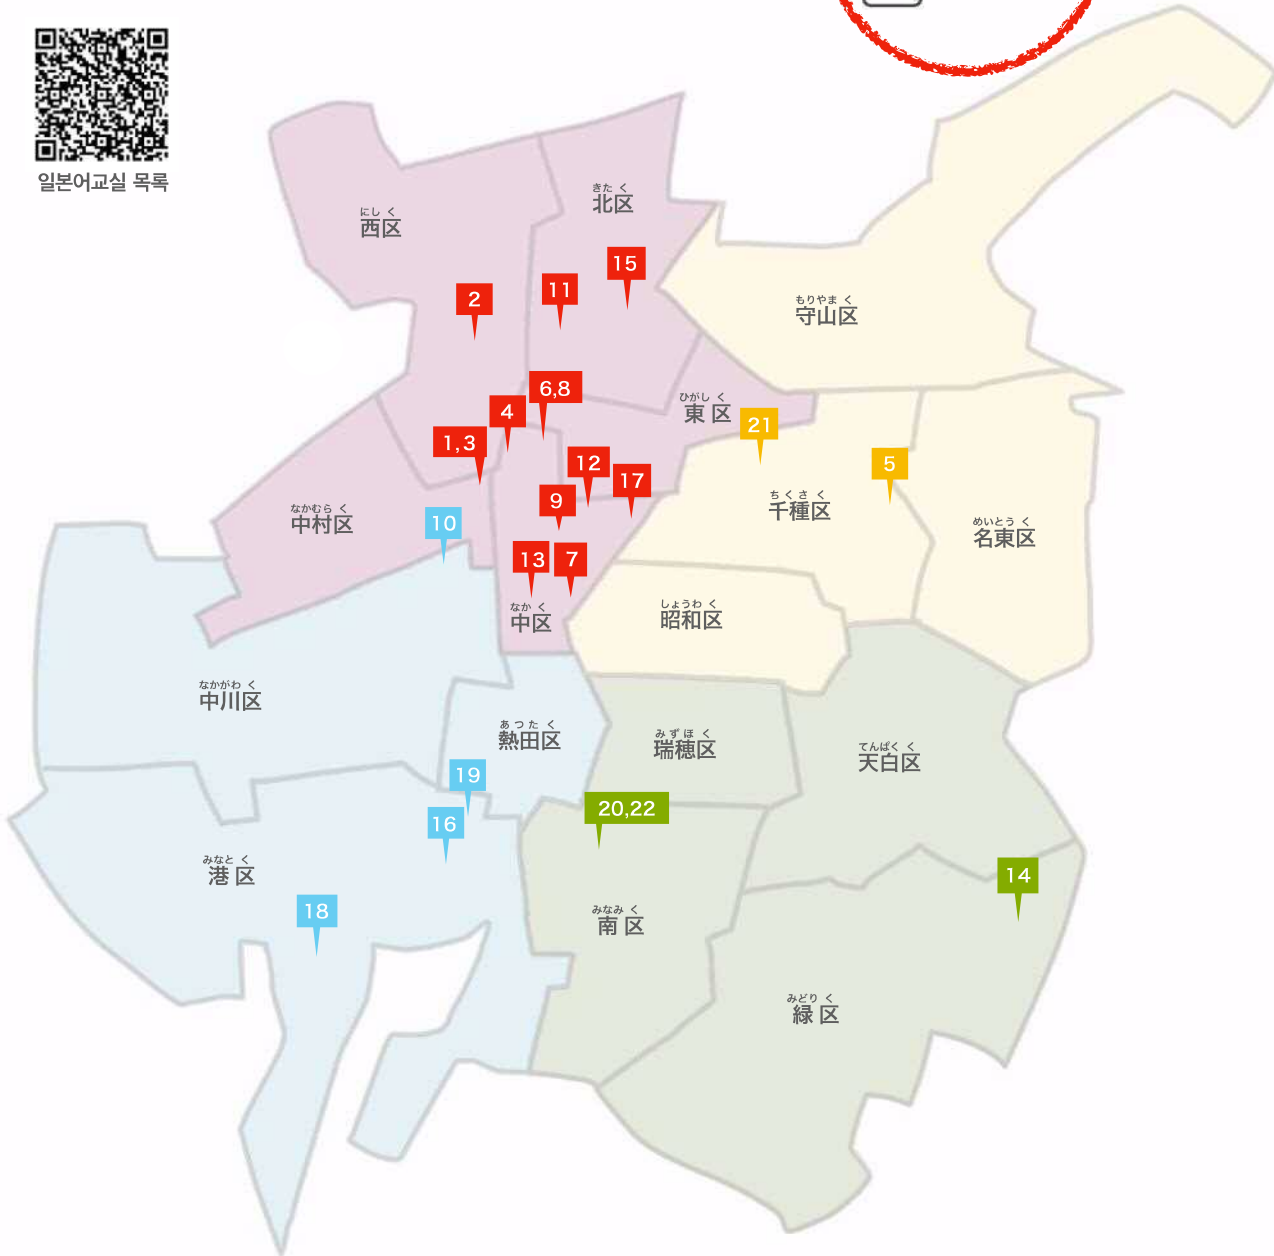 일본어교실 목록
きた く
北区
にし く
西区
15
11
2
もりやま く
守山区
6,8
ひがし く
東 区
4
21
1,3
12
5
17
9
ちくさ く
千種区
なかむら く
中村区
10
めいとう く
名東区
13
7
なか く
中区
しょうわ く
昭和区
なかがわ く
中川区
あつた く
熱田区
みずほ く
瑞穂区
てんぱく く
天白区
19
20,22
16
みなと く
港 区
14
18
みなみ く
南 区
みどり く
緑 区